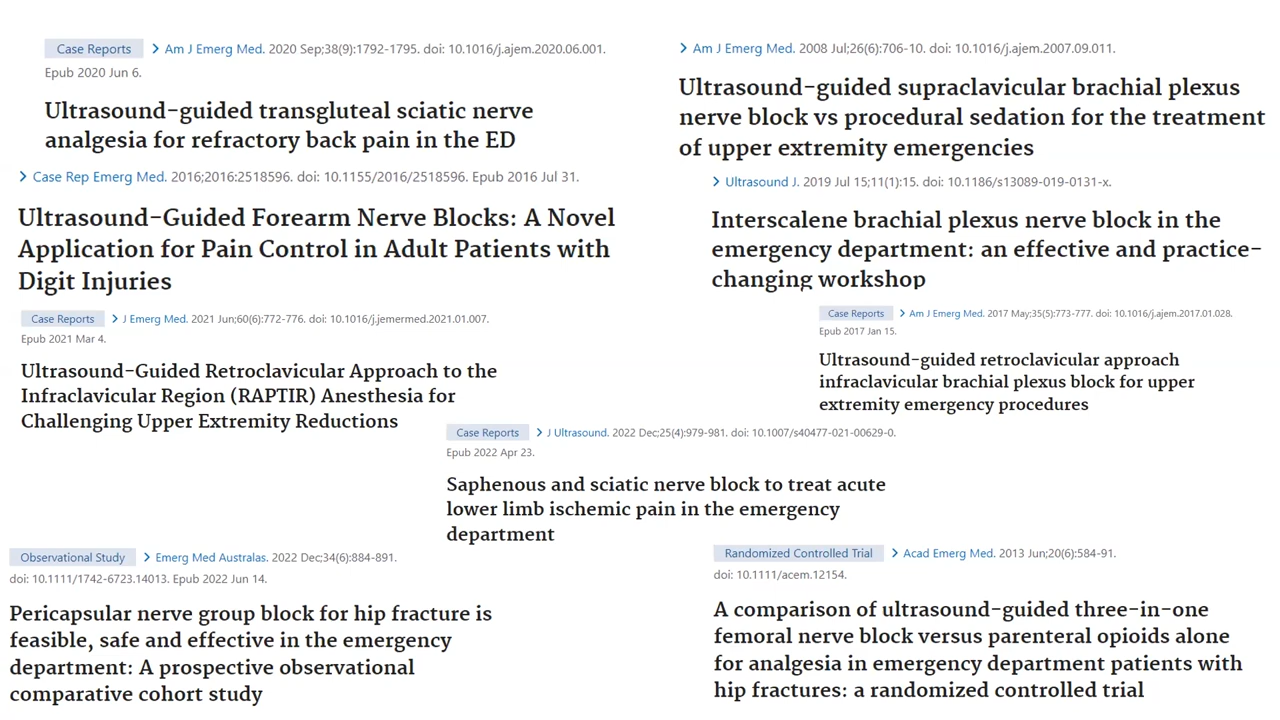 Case Reports > Am J Emerg Med. 2020 Sep;38(9):1792-1795. doi: 10.1016/j.ajem.2020.06.001.
Epub 2020 Jun 6.
Ultrasound-guided transgluteal sciatic nerve
analgesia for refractory back pain in the ED
> Am J Emerg Med. 2008 Jul;26(6):706-10. doi: 10.1016/j.ajem.2007.09.011.
Ultrasound-guided supraclavicular brachial plexus
nerve block vs procedural sedation for the treatment
of upper extremity emergencies
> Case Rep Emerg Med. 2016;2016:2518596. doi: 10.1155/2016/2518596. Epub 2016 Jul 31.
Ultrasound-Guided Forearm Nerve Blocks: A Novel
Application for Pain Control in Adult Patients with
Digit Injuries
> Ultrasound J. 2019 Jul 15;11(1):15. doi: 10.1186/s13089-019-0131-x.
Interscalene brachial plexus nerve block in the
emergency department: an effective and practice-
changing workshop
Case Reports > J Emerg Med. 2021 Jun;60(6):772-776. doi: 10.1016/j.jemermed.2021.01.007.
Epub 2021 Mar 4.
Ultrasound-Guided Retroclavicular Approach to the
Infraclavicular Region (RAPTIR) Anesthesia for
Challenging Upper Extremity Reductions
Case Reports > Am J Emerg Med. 2017 May;35(5):773-777. doi: 10.1016/j.ajem.2017.01.028.
Epub 2017 Jan 15.
Ultrasound-guided retroclavicular approach
infraclavicular brachial plexus block for upper
extremity emergency procedures
Case Reports > J Ultrasound. 2022 Dec;25(4):979-981. doi: 10.1007/s40477-021-00629-0.
Epub 2022 Apr 23.
Saphenous and sciatic nerve block to treat acute
lower limb ischemic pain in the emergency
department
Observational Study > Emerg Med Australas. 2022 Dec;34(6):884-891.
doi: 10.1111/1742-6723.14013. Epub 2022 Jun 14.
Pericapsular nerve group block for hip fracture is
feasible, safe and effective in the emergency
department: A prospective observational
comparative cohort study
Randomized Controlled Trial > Acad Emerg Med. 2013 Jun;20(6):584-91.
doi: 10.1111/acem.12154.
A comparison of ultrasound-guided three-in-one
femoral nerve block versus parenteral opioids alone
for analgesia in emergency department patients with
hip fractures: a randomized controlled trial